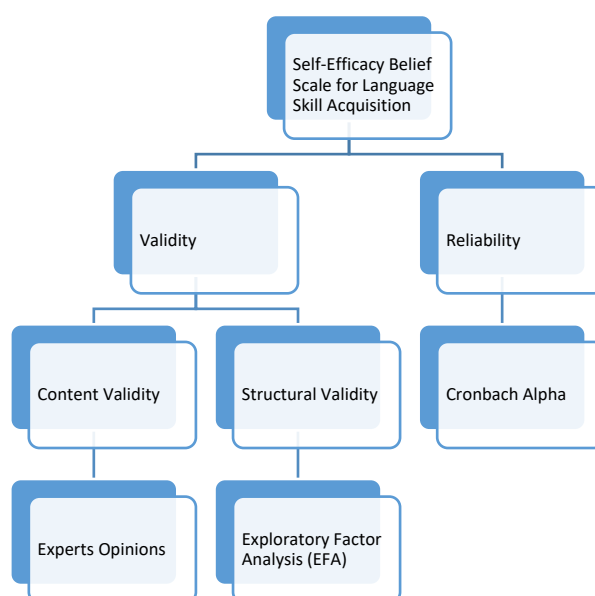 Self-Efficacy Belief
Scale for Language
Skill Acquisition
Validity
Reliability
Content Validity
Structural Validity
Cronbach Alpha
Experts Opinions
Exploratory Factor
Analysis (EFA)